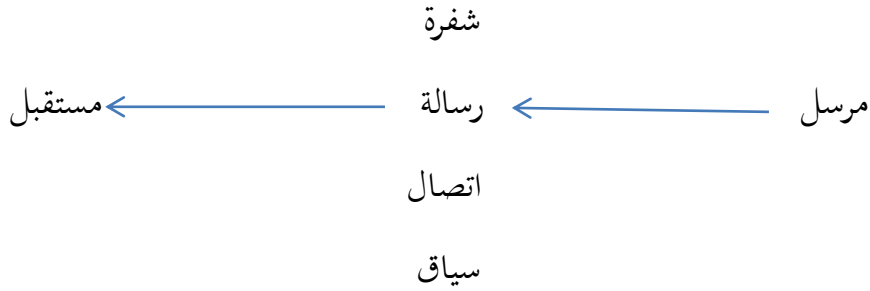 شفرة
مرسل رسالة مستقبل
اتصال
سياق